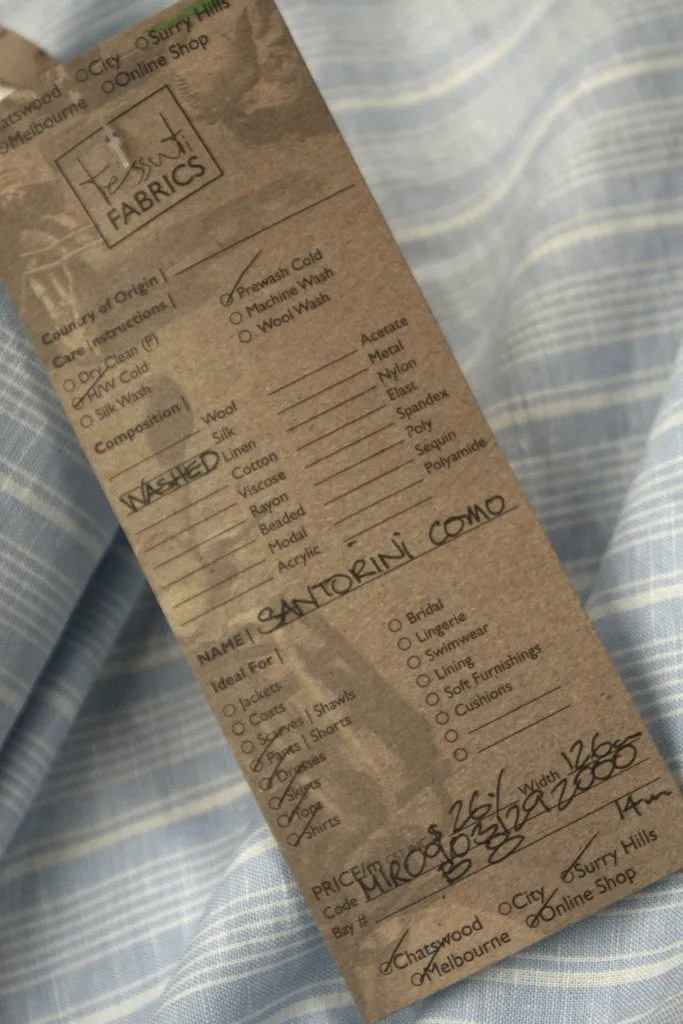 Chatswood City Surry Hills
Melbourne Online Shop
tessuti
FABRICS
Country of Origin |
Care Instructions |
Prewash Cold
Dry Clean (P) Machine Wash
H/W Cold Wool Wash
Silk Wash
Composition |
Wool Acetate
Silk Metal
WASHED Linen Nylon
Cotton Elast
Viscose Spandex
Rayon Poly
Beaded Sequin
Modal Polyamide
Acrylic
NAME | SANTORINI COMO
Ideal For |
Jackets Bridal
Coats Lingerie
Scarves | Shawls Swimwear
Pants | Shorts Lining
Dresses Soft Furnishings
Skirts Cushions
Tops
Shirts
PRICE/m $ 26/ Width 126cm
Code
Bay # B 8 14m
Chatswood City Surry Hills
Melbourne Online Shop